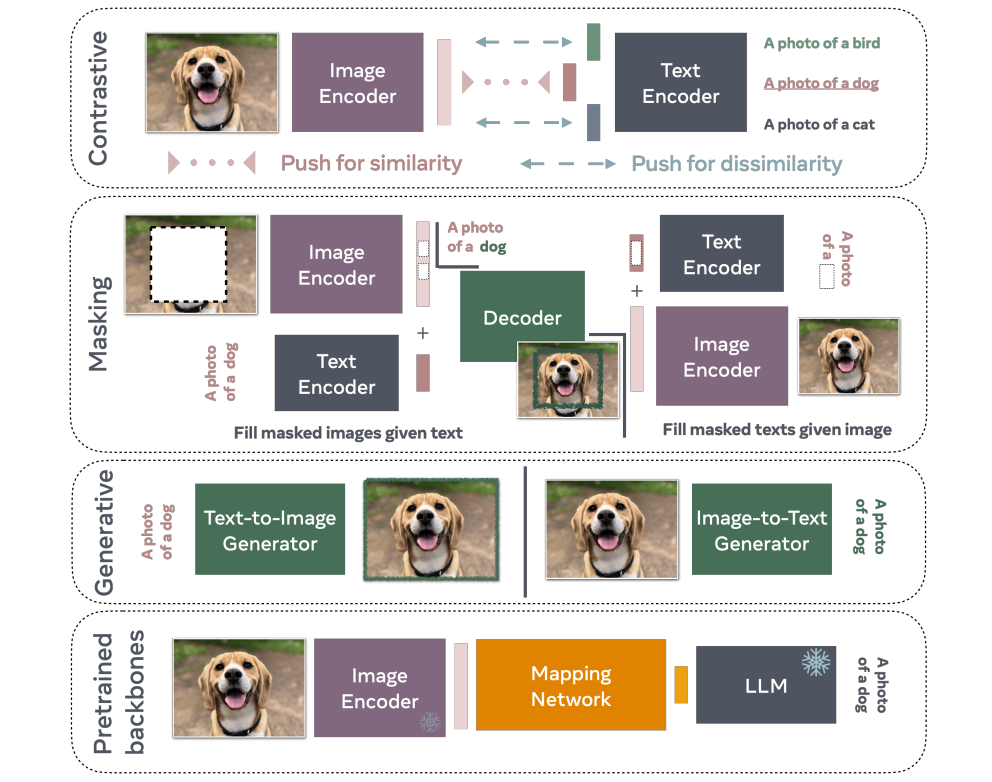 Contrastive
Image
Encoder
Text
Encoder
A photo of a bird
A photo of a dog
A photo of a cat
Push for similarity
Push for dissimilarity
Masking
Image
Encoder
A photo
of a dog
Text
Encoder
A photo
of a
+
Decoder
+
A photo
of a dog
Text
Encoder
Image
Encoder
Fill masked images given text
Fill masked texts given image
Generative
A photo
of a dog
Text-to-Image
Generator
Image-to-Text
Generator
A photo
of a dog
Pretrained
backbones
Image
Encoder
Mapping
Network
LLM
A photo
of a dog